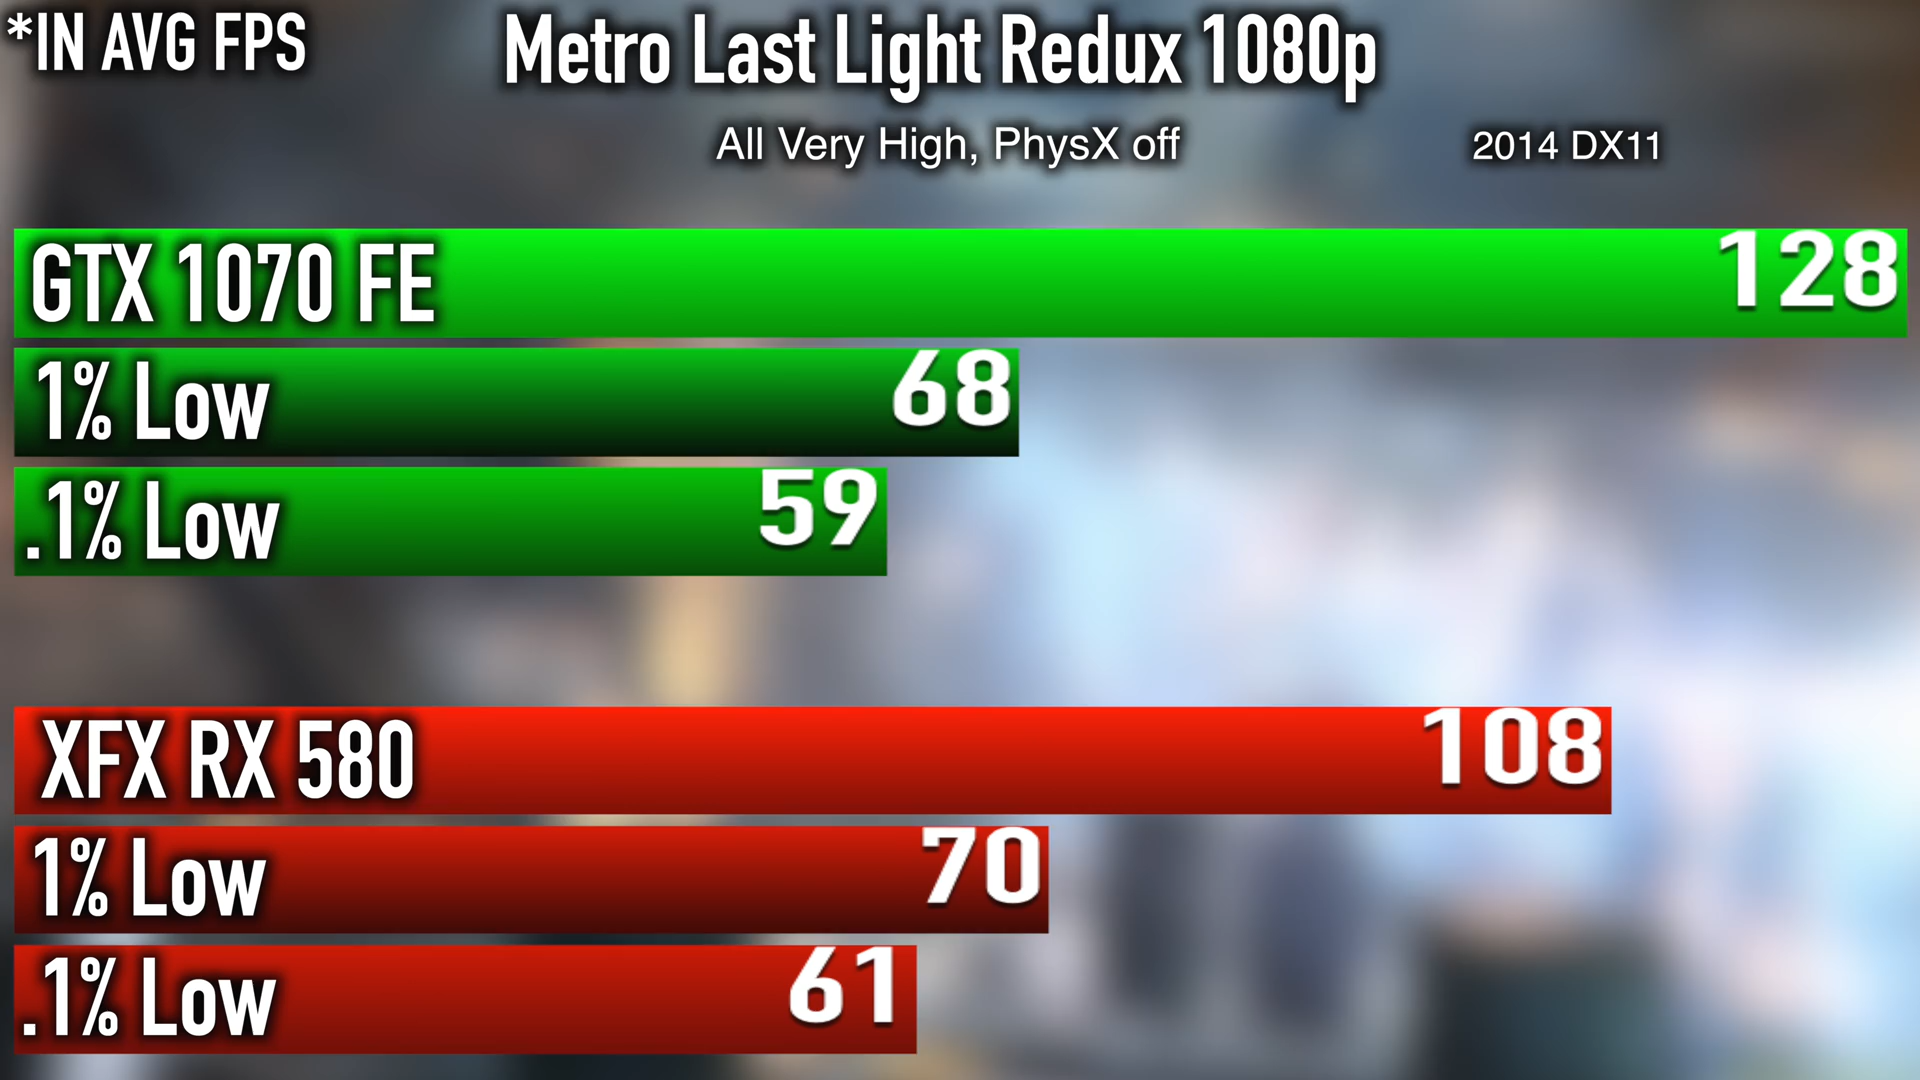 *IN AVG FPS
Metro Last Light Redux 1080p
All Very High, PhysX off
2014 DX11
GTX 1070 FE 128
1% Low 68
.1% Low 59
XFX RX 580 108
1% Low 70
.1% Low 61